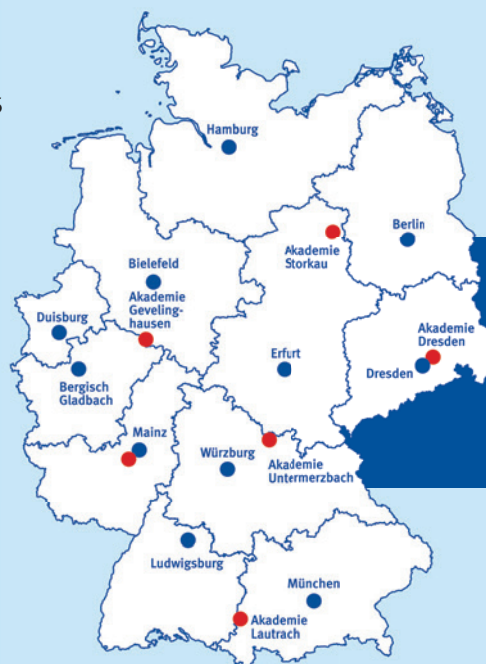 s
Hamburg
Berlin
Akademie
Storkau
Bielefeld
Akademie
Geveling-
hausen
Duisburg
Akademie
Dresden
Dresden
Erfurt
Bergisch
Gladbach
Mainz
Würzburg
Akademie
Untermerzbach
Ludwigsburg
München
Akademie
Lautrach